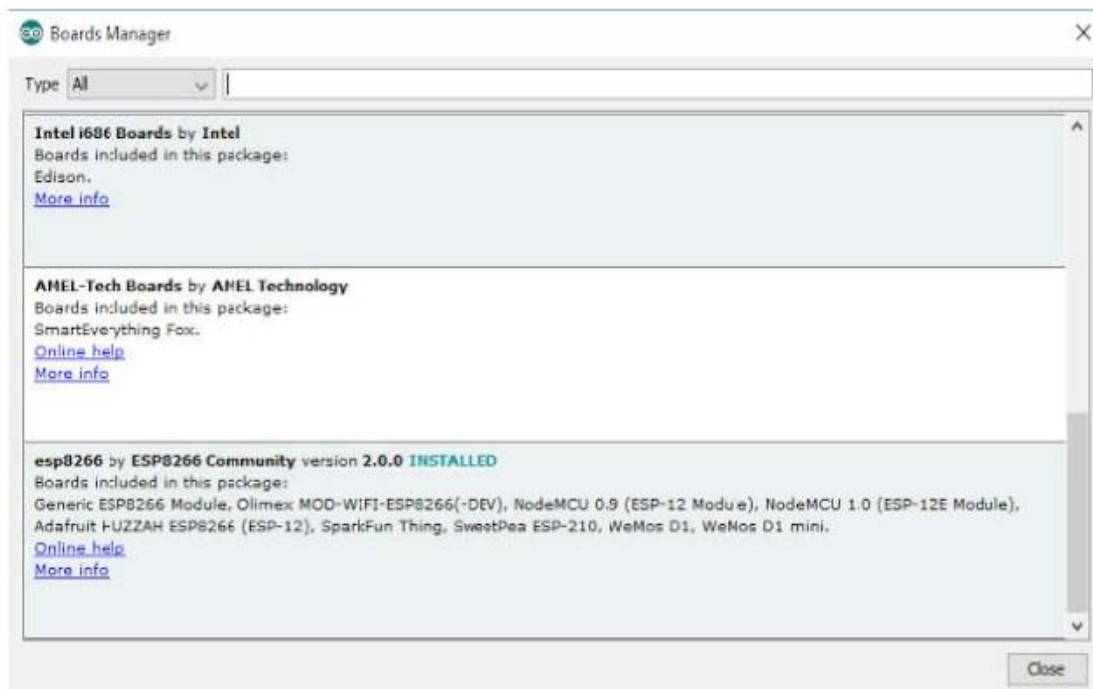 Boards Manager
Type All
Intel i686 Boards by Intel
Boards included in this package:
Edison.
More info
AMEL-Tech Boards by AMEL Technology
Boards included in this package:
SmartEverything Fox.
Online help
More info
esp8266 by ESP8266 Community version 2.0.0 INSTALLED
Boards included in this package:
Generic ESP8266 Module, Olimex MOD-WIFI-ESP8266(-DEV), NodeMCU 0.9 (ESP-12 Module), NodeMCU 1.0 (ESP-12E Module),
Adafruit HUZZAH ESP8266 (ESP-12), SparkFun Thing, SweetPea ESP-210, WeMos D1, WeMos D1 mini.
Online help
More info
Close